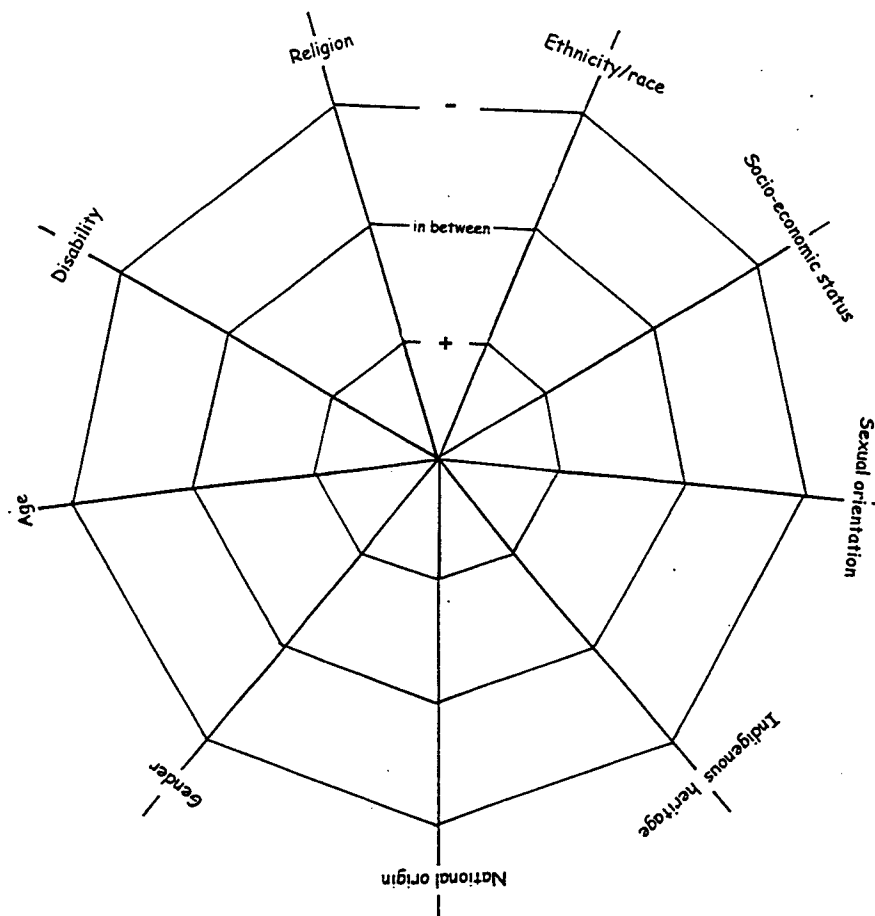 Religion
Ethnicity/race
-
Socio-economic status
in between
Disability
+
Sexual orientation
Age
Indigenous heritage
Gender
National origin